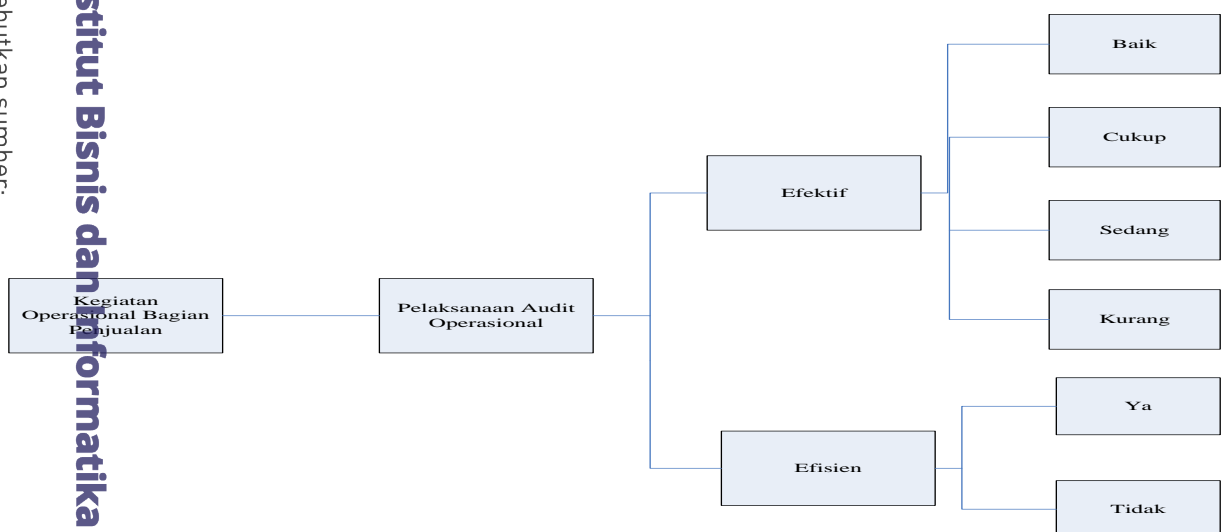 Kegiatan
Operasional Bagian
Penjualan
Pelaksanaan Audit
Operasional
Efektif
Baik
Cukup
Sedang
Kurang
Efisien
Ya
Tidak
stitut Bisnis dan Informatika
ebutkan sumber: